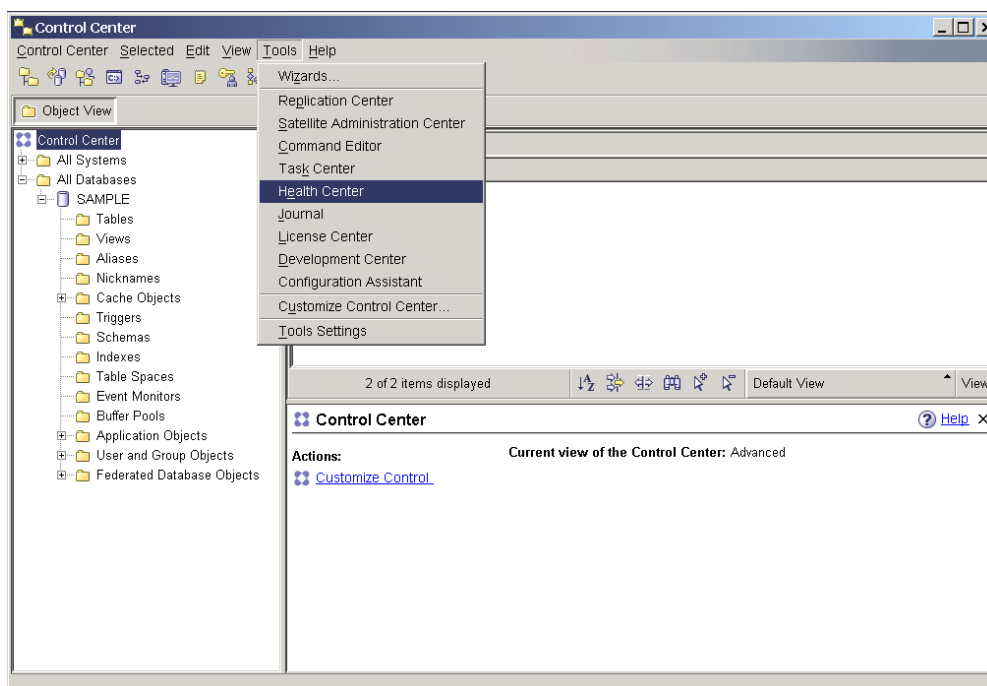 Control Center
Control Center Selected Edit View Tools Help
Wizards...
Replication Center
Satellite Administration Center
Command Editor
Task Center
Health Center
Journal
License Center
Development Center
Configuration Assistant
Customize Control Center...
Tools Settings
Object View
Control Center
All Systems
All Databases
SAMPLE
Tables
Views
Aliases
Nicknames
Cache Objects
Triggers
Schemas
Indexes
Table Spaces
Event Monitors
Buffer Pools
Application Objects
User and Group Objects
Federated Database Objects
2 of 2 items displayed Default View View
Control Center Help
Actions: Current view of the Control Center: Advanced
Customize Control